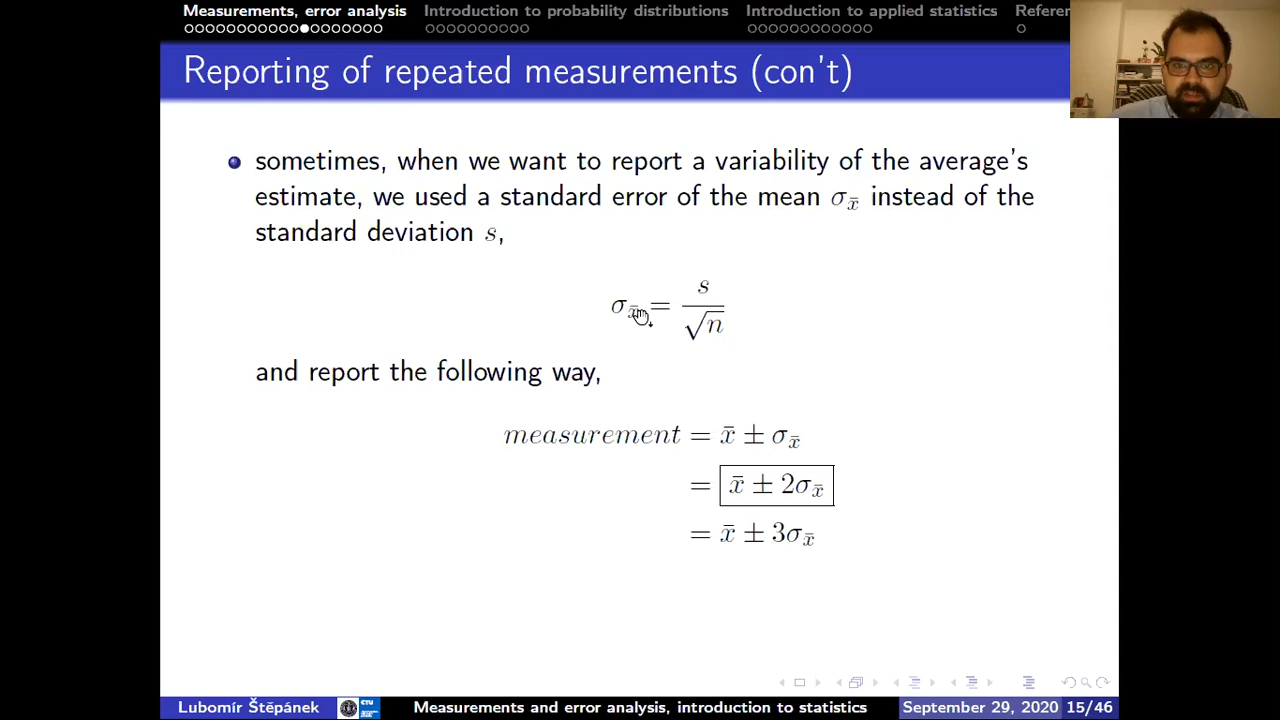 Measurements, error analysis Introduction to probability distributions Introduction to applied statistics Referen
Reporting of repeated measurements (con't)
sometimes, when we want to report a variability of the average's
estimate, we used a standard error of the mean σx̄ instead of the
standard deviation s,
σx̄ = s/√n
and report the following way,
measurement = x̄ ± σx̄
= x̄ ± 2σx̄
= x̄ ± 3σx̄
Lubomír Štěpánek CTU Measurements and error analysis, introduction to statistics September 29, 2020 15/46